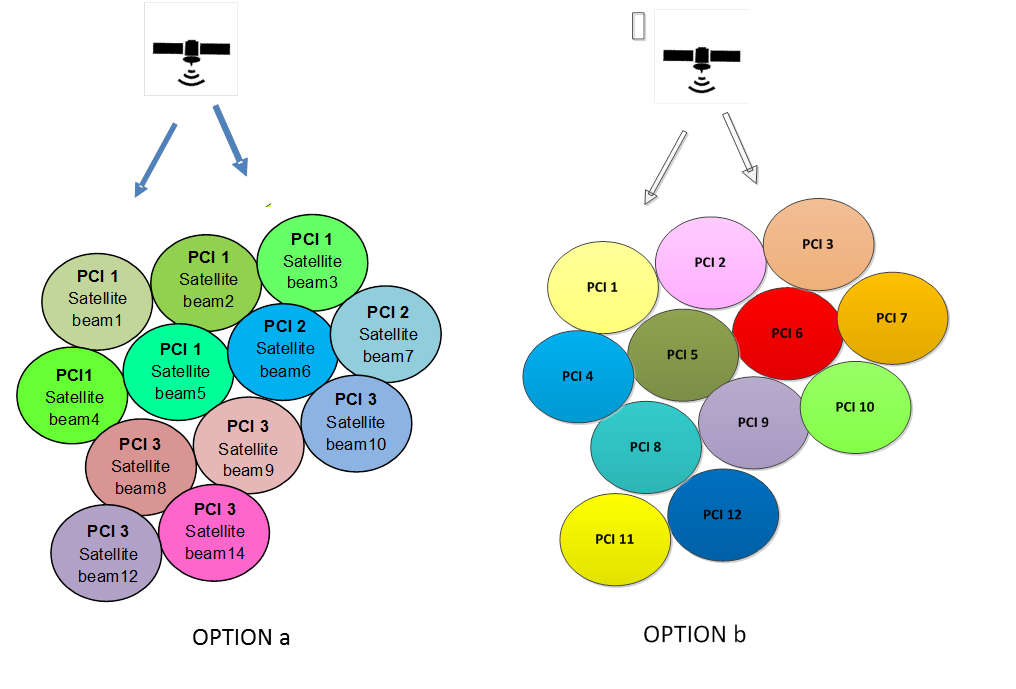 PCI 1
Satellite
beam1
PCI 1
Satellite
beam2
PCI 1
Satellite
beam3
PCI1
Satellite
beam4
PCI 1
Satellite
beam5
PCI 2
Satellite
beam6
PCI 2
Satellite
beam7
PCI 3
Satellite
beam8
PCI 3
Satellite
beam9
PCI 3
Satellite
beam10
PCI 3
Satellite
beam12
PCI 3
Satellite
beam14
OPTION a
PCI 1
PCI 2
PCI 3
PCI 4
PCI 5
PCI 6
PCI 7
PCI 8
PCI 9
PCI 10
PCI 11
PCI 12
OPTION b